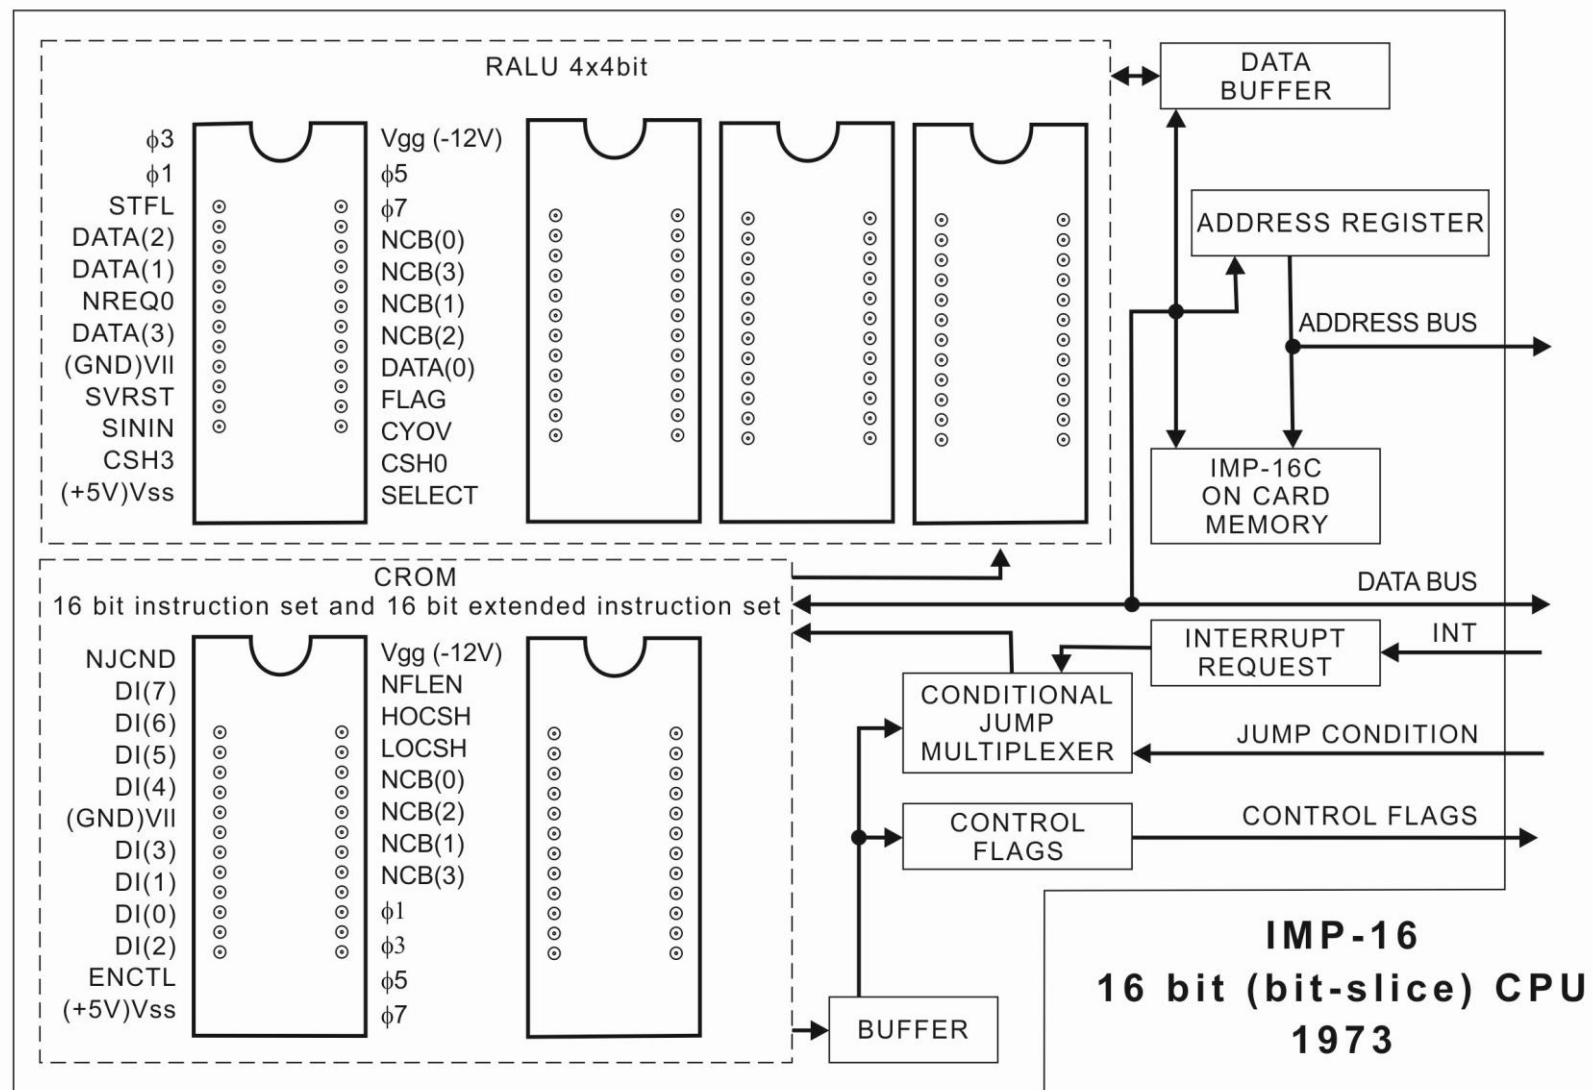 RALU 4x4bit
ϕ3
ϕ1
STFL
DATA(2)
DATA(1)
NREQ0
DATA(3)
(GND)VII
SVRST
SININ
CSH3
(+5V)Vss
Vgg (-12V)
ϕ5
ϕ7
NCB(0)
NCB(3)
NCB(1)
NCB(2)
DATA(0)
FLAG
CYOV
CSH0
SELECT
DATA
BUFFER
ADDRESS REGISTER
ADDRESS BUS
IMP-16C
ON CARD
MEMORY
CROM
16 bit instruction set and 16 bit extended instruction set
NJCND
DI(7)
DI(6)
DI(5)
DI(4)
(GND)VII
DI(3)
DI(1)
DI(0)
DI(2)
ENCTL
(+5V)Vss
Vgg (-12V)
NFLEN
HOCSH
LOCSH
NCB(0)
NCB(2)
NCB(1)
NCB(3)
ϕ1
ϕ3
ϕ5
ϕ7
DATA BUS
INTERRUPT
REQUEST
INT
CONDITIONAL
JUMP
MULTIPLEXER
JUMP CONDITION
CONTROL
FLAGS
CONTROL FLAGS
BUFFER
IMP-16
16 bit (bit-slice) CPU
1973